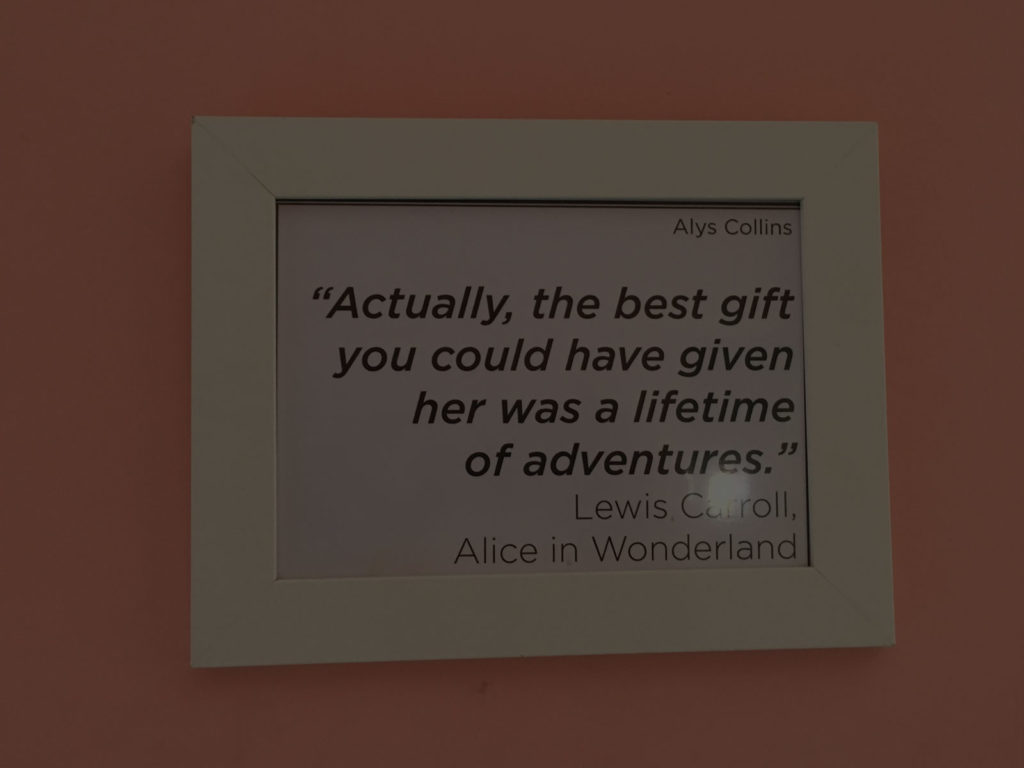 Alys Collins
“Actually, the best gift
you could have given
her was a lifetime
of adventures.”
Lewis Carroll,
Alice in Wonderland